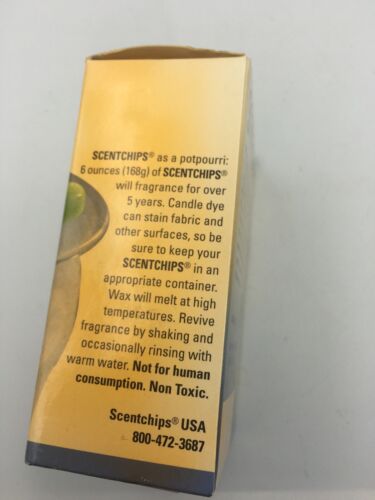 SCENTCHIPS® as a potpourri:
6 ounces (168g) of SCENTCHIPS®
will fragrance for over
5 years. Candle dye
can stain fabric and
other surfaces, so be
sure to keep your
SCENTCHIPS® in an
appropriate container.
Wax will melt at high
temperatures. Revive
fragrance by shaking and
occasionally rinsing with
warm water. Not for human
consumption. Non Toxic.
Scentchips® USA
800-472-3687